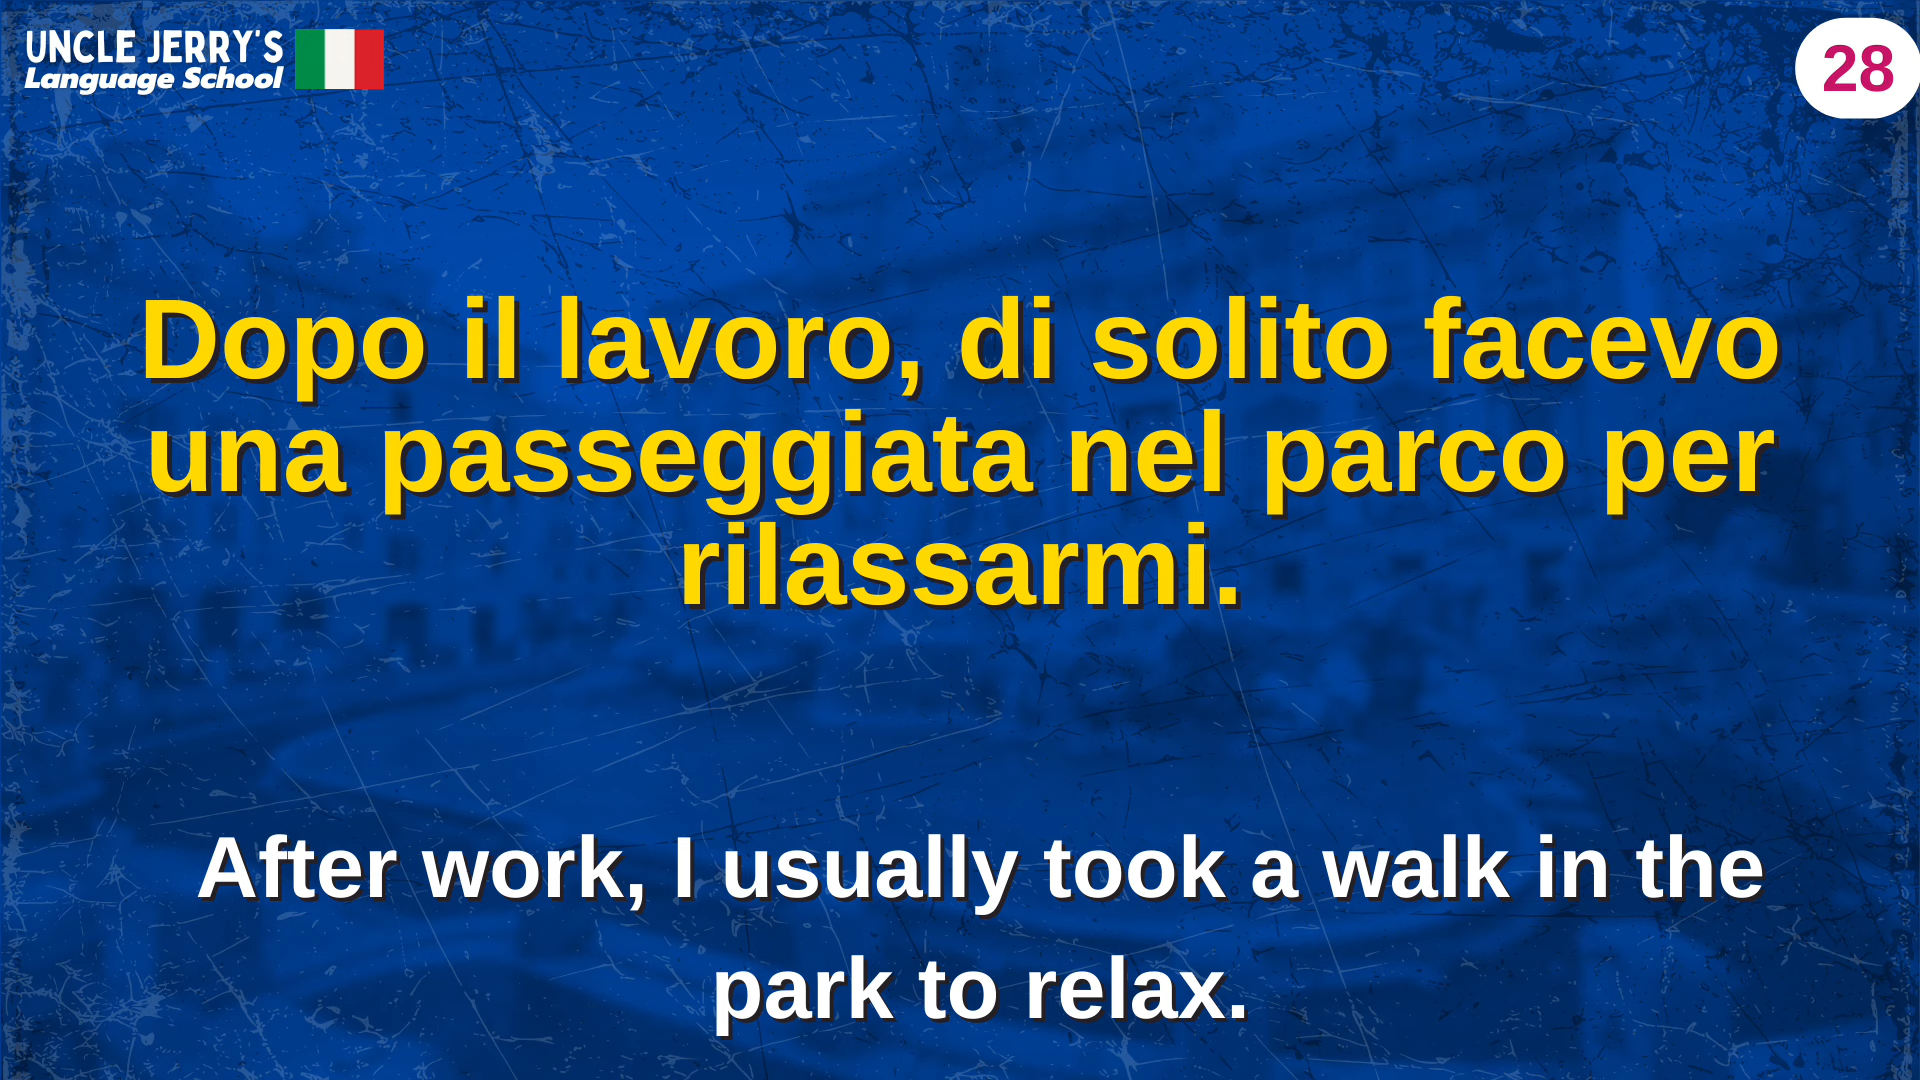 UNCLE JERRY'S
Language School
28
Dopo il lavoro, di solito facevo
una passeggiata nel parco per
rilassarmi.
After work, I usually took a walk in the
park to relax.